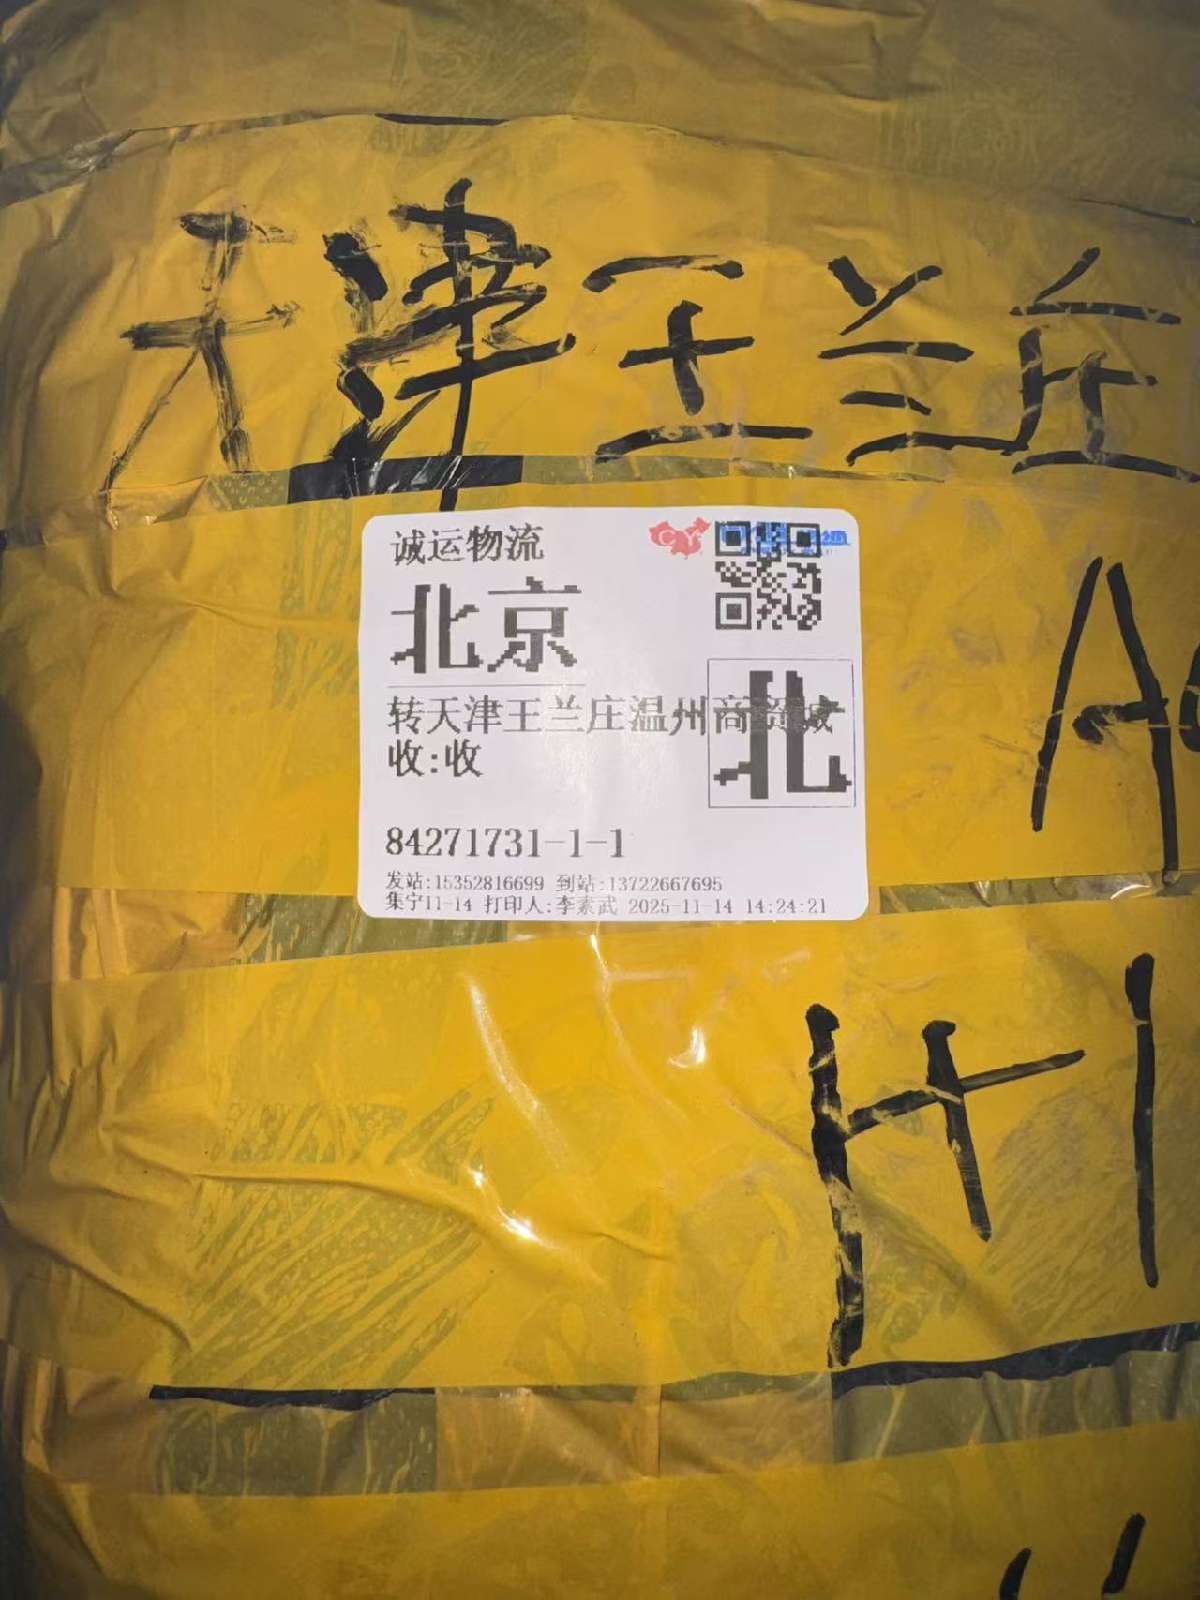 天津王兰庄
诚运物流
CY
北京
转天津王兰庄温州商贸城
北
收:收
84271731-1-1
发站:15352816699 到站:13722667695
集宁11-14 打印人:李素武 2025-11-14 14:24:21
A
H1